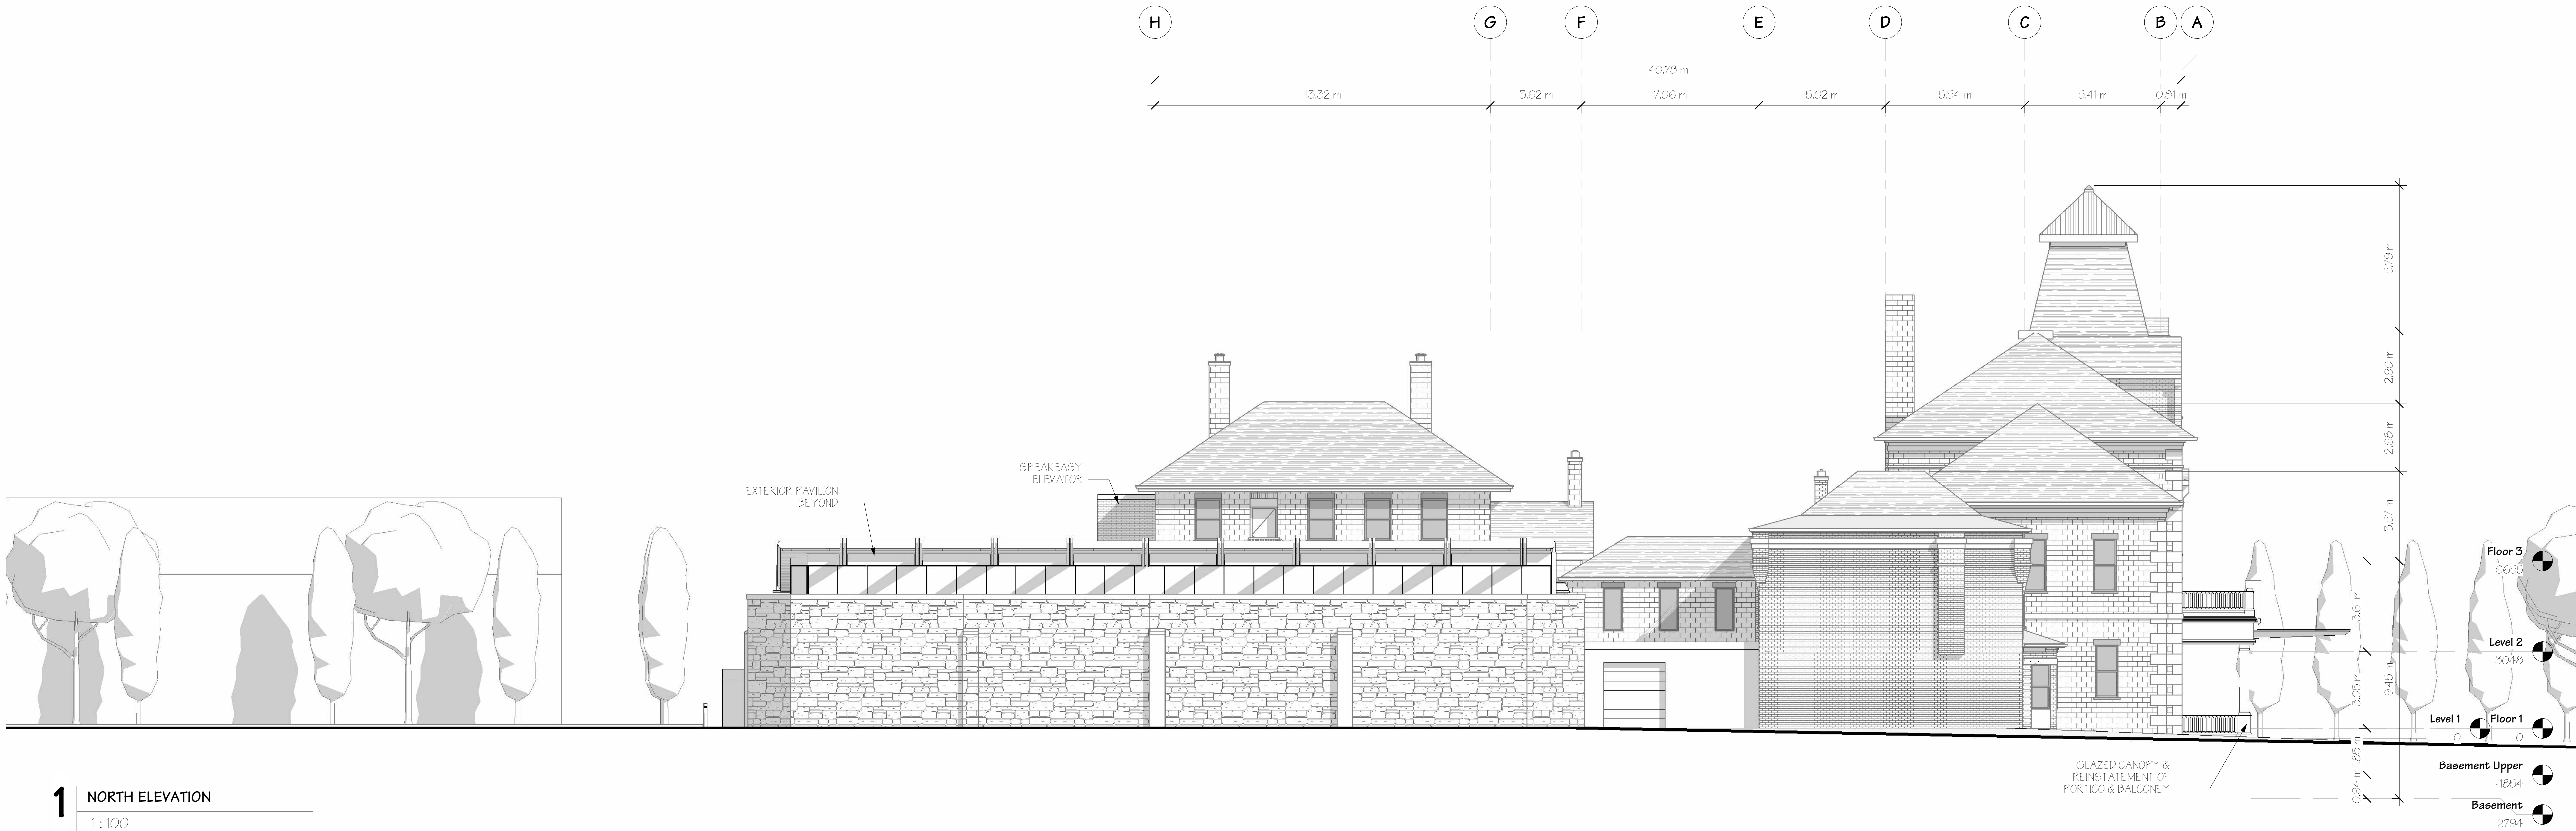 H G F E D C B A
40.78 m
13.32 m 3.62 m 7.06 m 5.02 m 5.54 m 5.41 m 0.81 m
5.79 m
2.90 m
2.68 m
3.57 m
SPEAKEASY
ELEVATOR
EXTERIOR PAVILION
BEYOND
Floor 3
6655
3.61 m
Level 2
3048
3.05 m
9.45 m
Level 1 Floor 1
0 0
1.85 m
0.94 m
GLAZED CANOPY &
REINSTATEMENT OF
PORTICO & BALCONEY
Basement Upper
-1854
Basement
-2794
1 NORTH ELEVATION
1 : 100